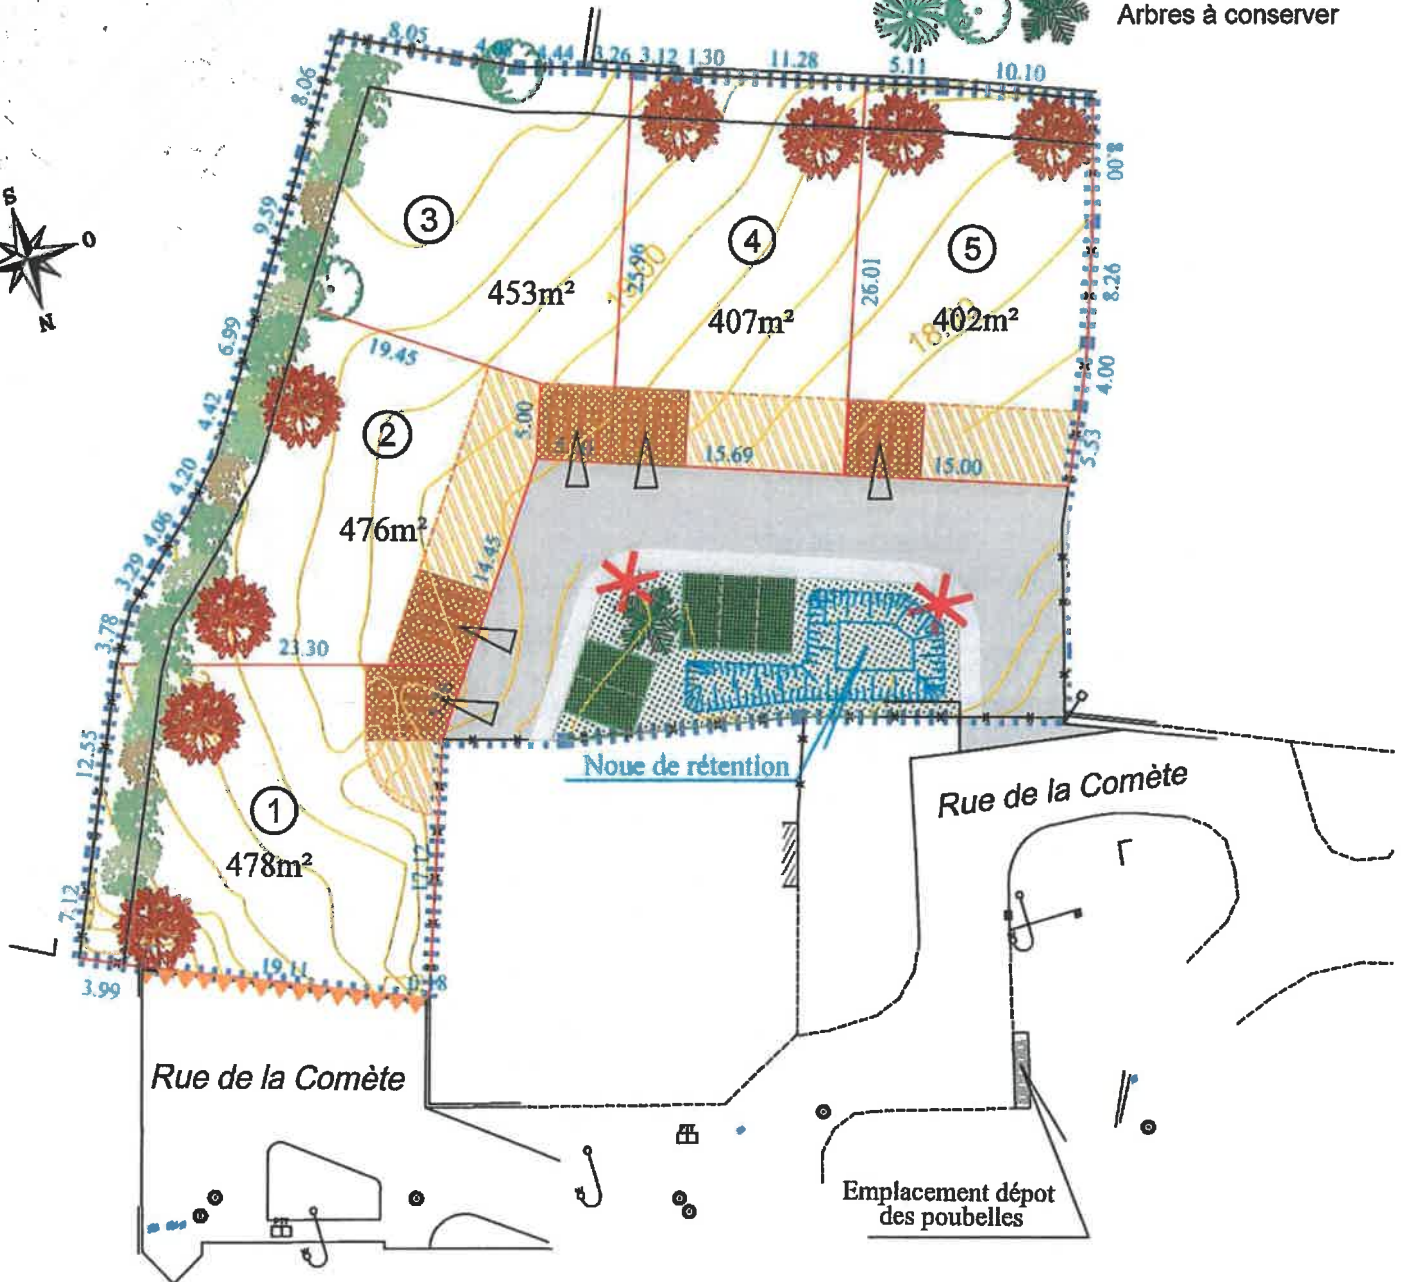 Arbres à conserver
8.05
4.44
3.26
3.12
1.30
11.28
5.11
10.10
8.06
8.00
S
O
N
9.59
3
4
5
25.96
26.01
8.26
453m²
407m²
402m²
6.99
19.45
4.00
4.42
2
5.00
15.69
15.00
5.53
4.20
476m²
4.06
14.45
3.29
3.78
23.30
12.55
Noue de rétention
Rue de la Comète
1
478m²
17.12
7.12
19.11
3.99
Rue de la Comète
Emplacement dépot
des poubelles